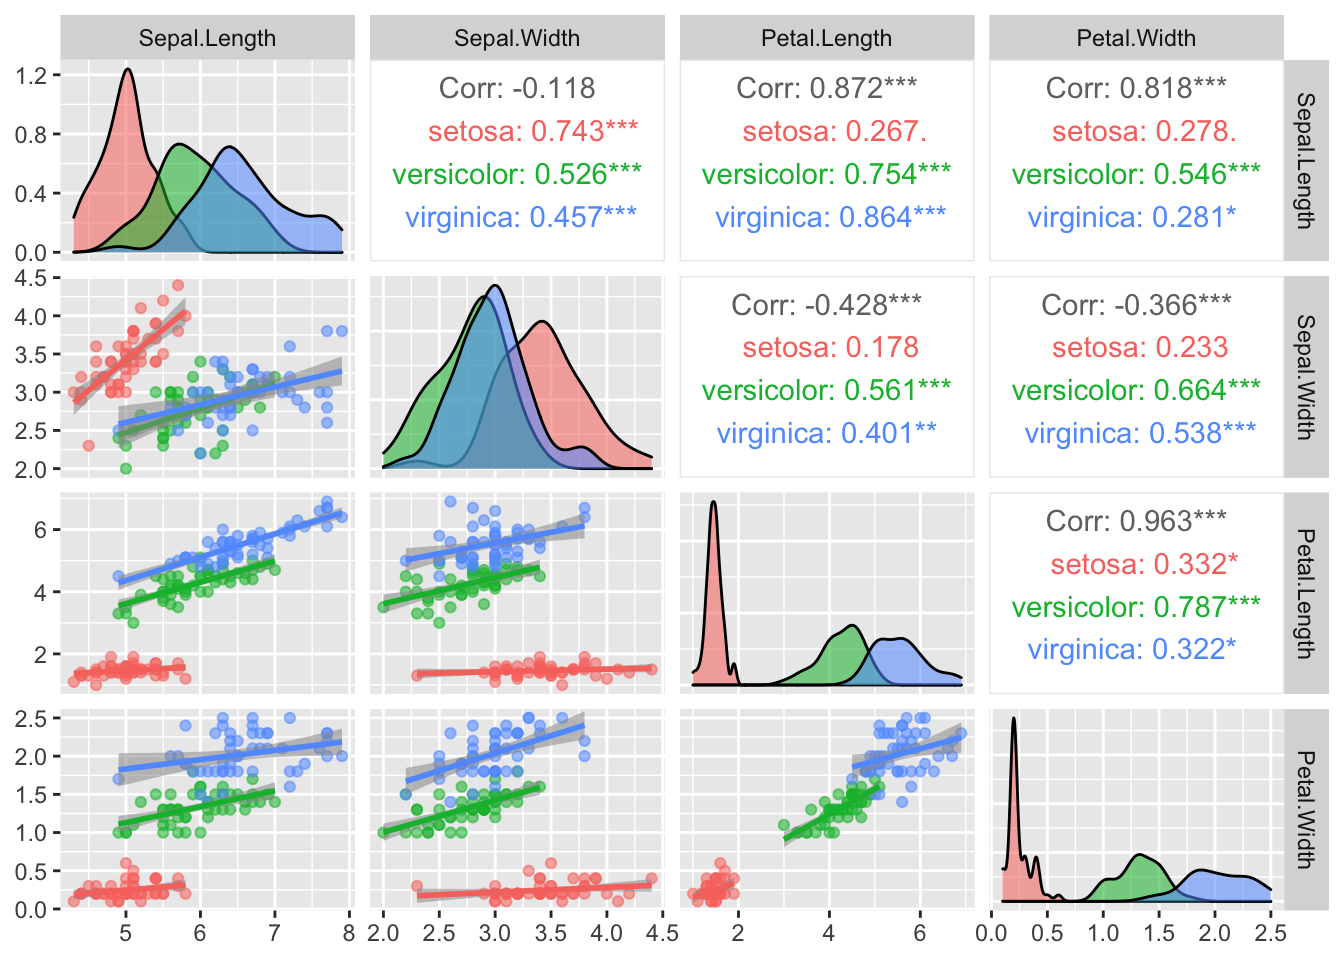 Sepal.Length
Sepal.Width
Petal.Length
Petal.Width
1.2
0.8
0.4
0.0
Corr: -0.118
setosa: 0.743***
versicolor: 0.526***
virginica: 0.457***
Corr: 0.872***
setosa: 0.267.
versicolor: 0.754***
virginica: 0.864***
Corr: 0.818***
setosa: 0.278.
versicolor: 0.546***
virginica: 0.281*
Sepal.Length
4.5
4.0
3.5
3.0
2.5
2.0
Corr: -0.428***
setosa: 0.178
versicolor: 0.561***
virginica: 0.401**
Corr: -0.366***
setosa: 0.233
versicolor: 0.664***
virginica: 0.538***
Sepal.Width
6
4
2
Corr: 0.963***
setosa: 0.332*
versicolor: 0.787***
virginica: 0.322*
Petal.Length
2.5
2.0
1.5
1.0
0.5
0.0
Petal.Width
5 6 7 8
2.0 2.5 3.0 3.5 4.0 4.5
2 4 6
0.0 0.5 1.0 1.5 2.0 2.5